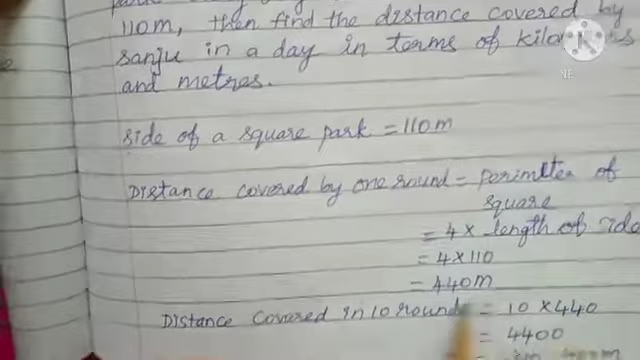 110m, then find the distance covered by
sanju in a day in terms of
and metres.
side of a square park = 110m
Distance covered by one round = perimeter of
square
= 4 × length of side
= 4×110
= 440m
Distance covered in 10 round = 10 ×440
= 4400